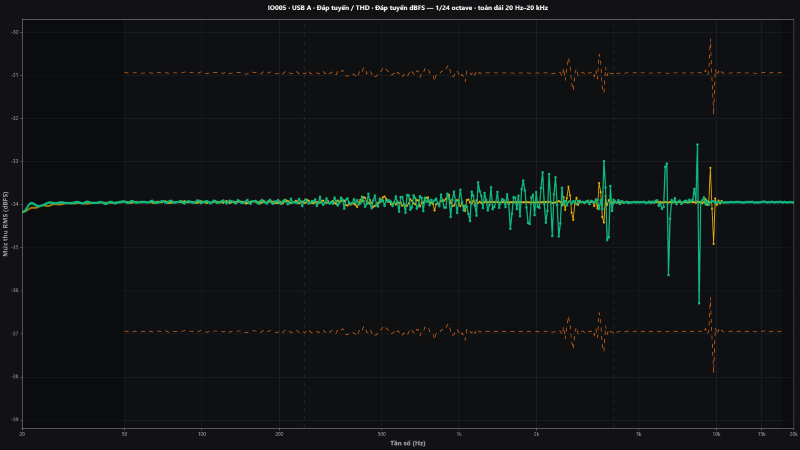 IO005 · USB A · Đáp tuyến / THD · Đáp tuyến dBFS — 1/24 octave · toàn dải 20 Hz–20 kHz
Mức thu RMS (dBFS)
-31
-32
-33
-34
-35
-36
-37
-38
-39
20
50
100
200
500
1k
2k
5k
10k
15k
20k
Tần số (Hz)